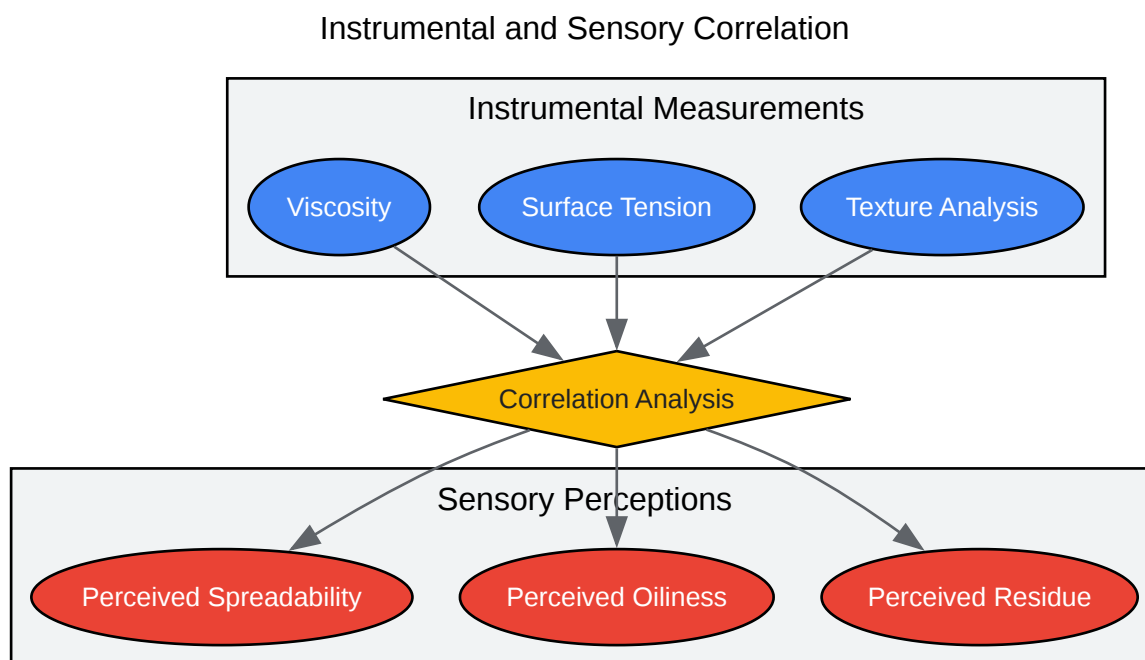 Instrumental and Sensory Correlation
Instrumental Measurements
Viscosity
Surface Tension
Texture Analysis
Correlation Analysis
Sensory Perceptions
Perceived Spreadability
Perceived Oiliness
Perceived Residue